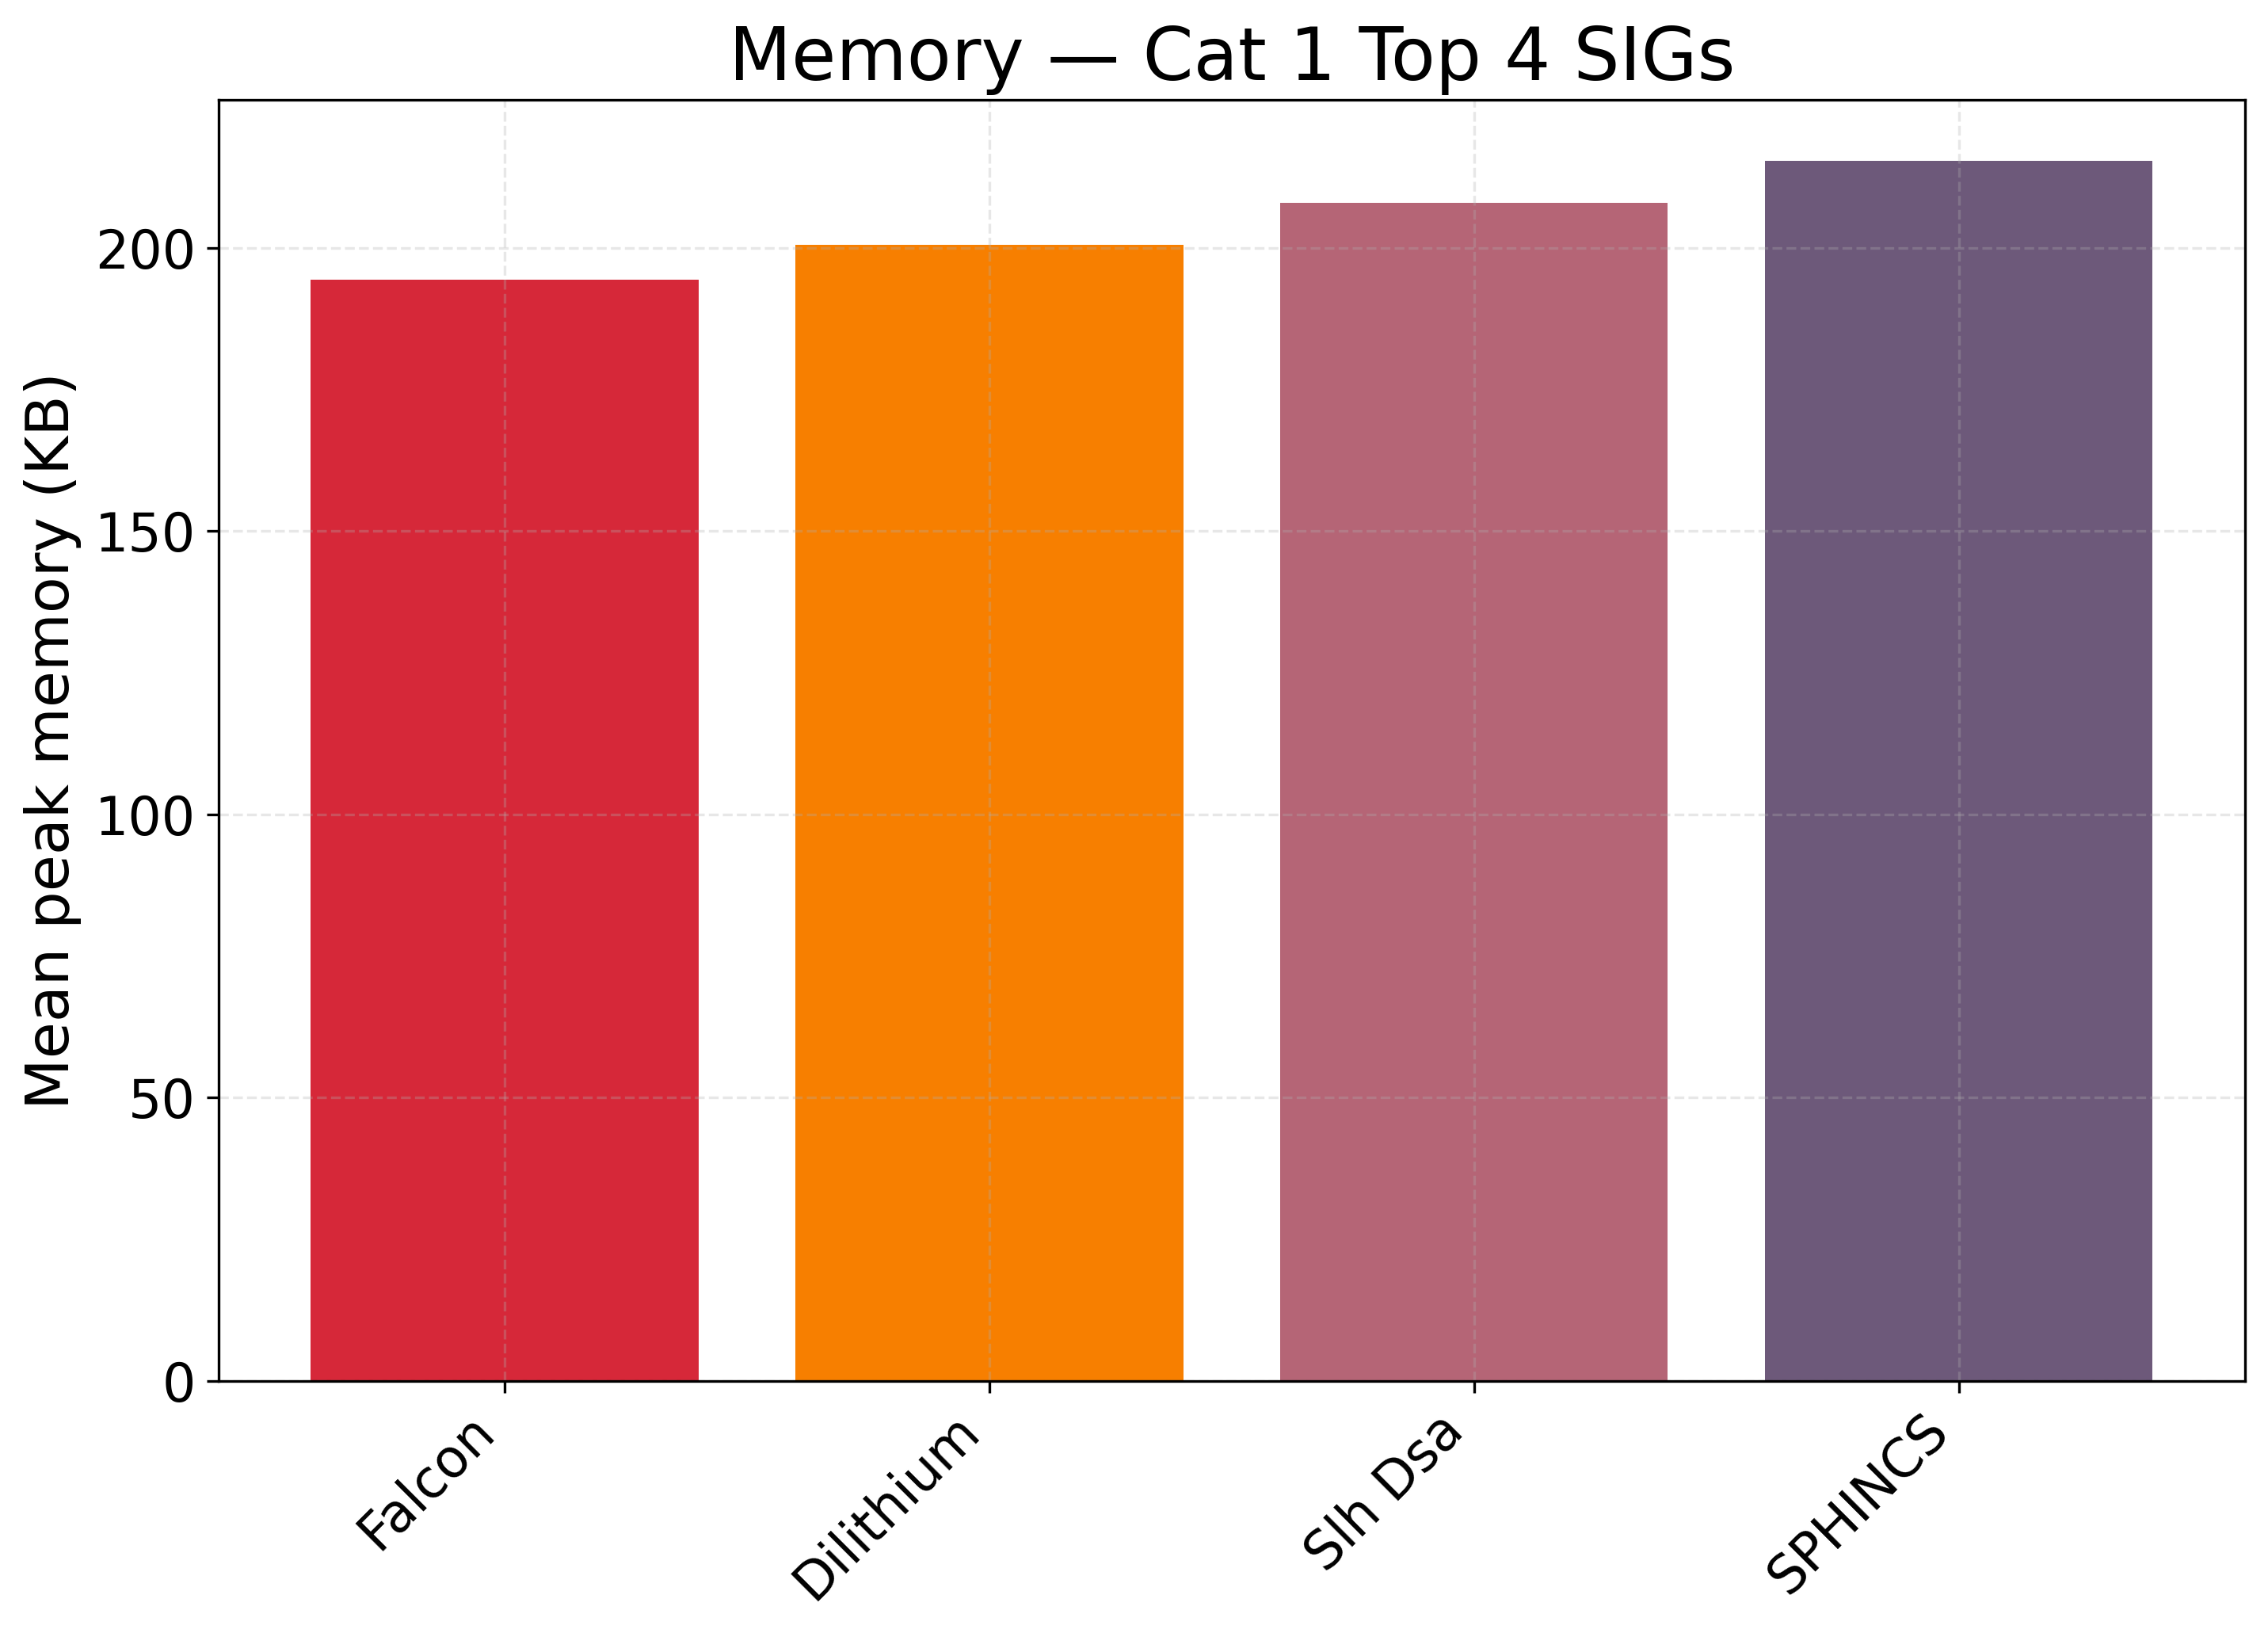 Memory — Cat 1 Top 4 SIGs
Mean peak memory (KB)
200
150
100
50
0
Falcon
Dilithium
Slh Dsa
SPHINCS